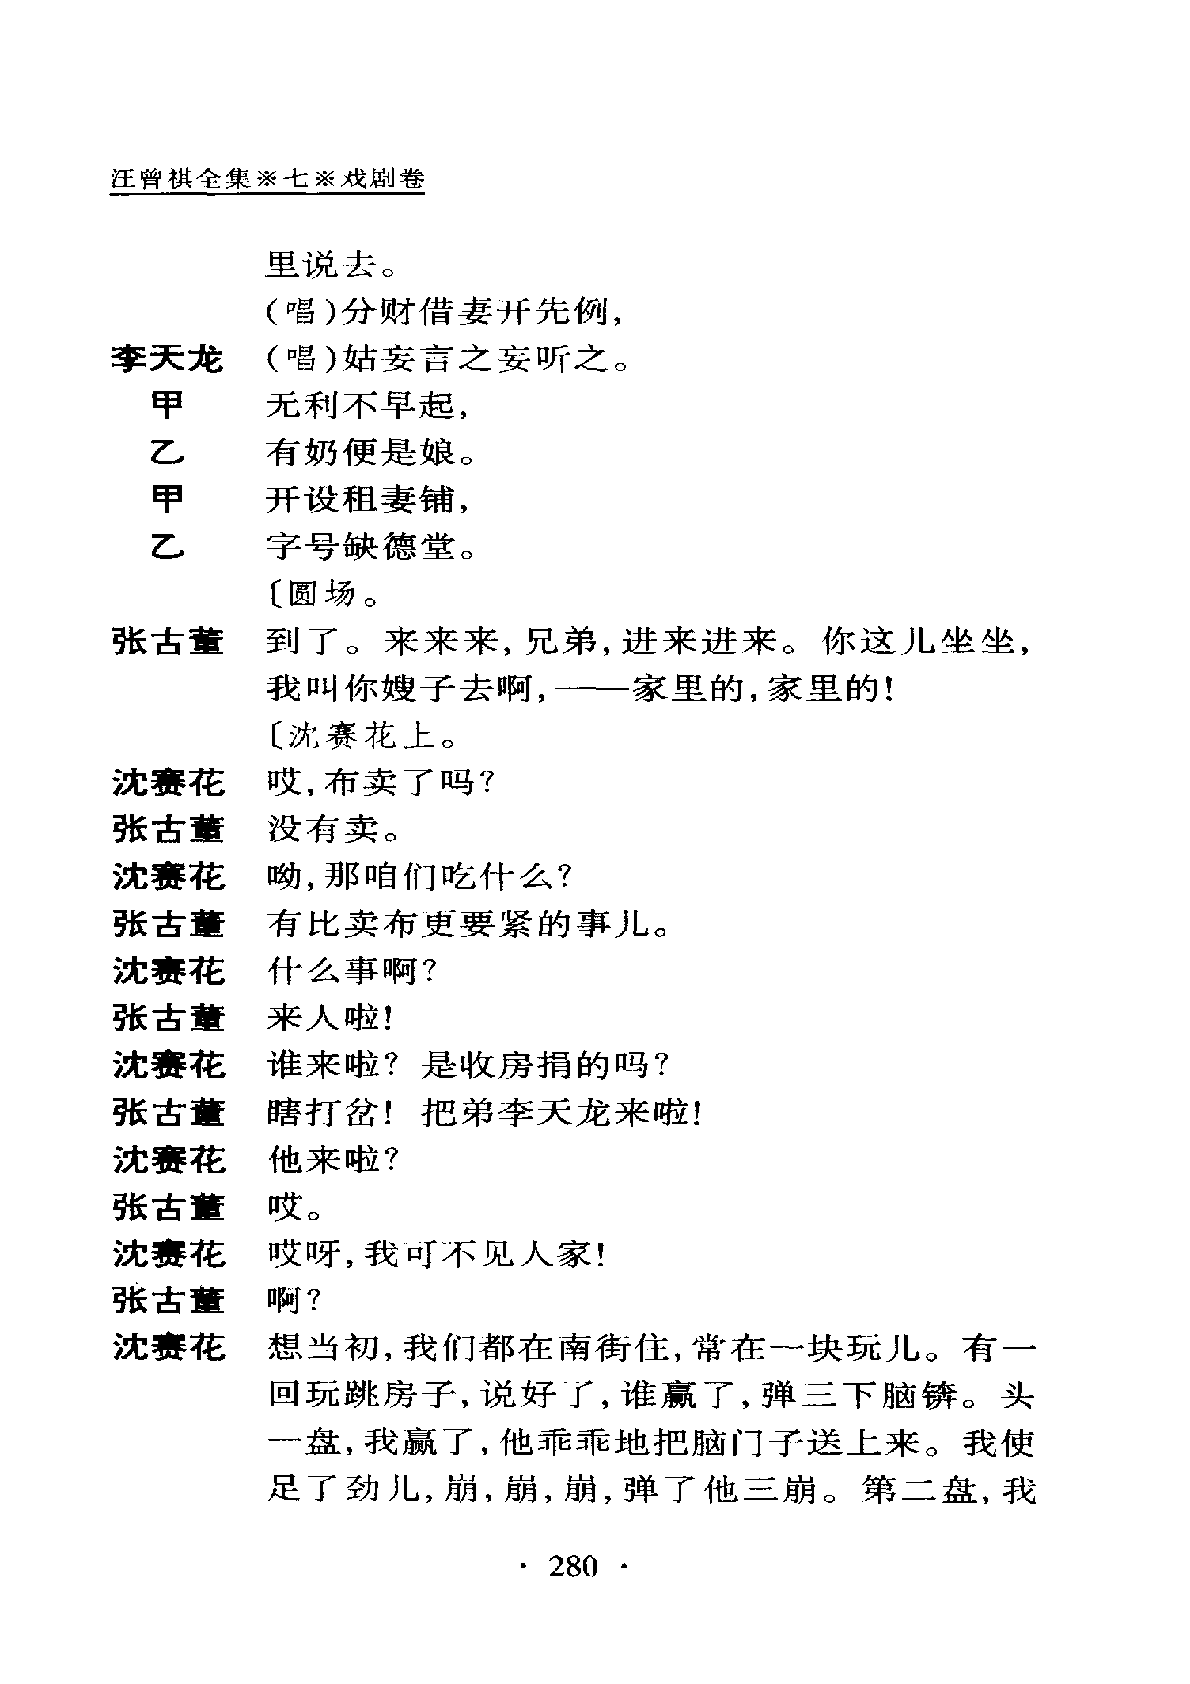 汪曾祺全集※七※戏剧卷
里说去。
(唱)分财借妻开先例,
李天龙 (唱)姑妄言之妄听之。
甲 无利不早起,
乙 有奶便是娘。
甲 开设租妻铺,
乙 字号缺德堂。
〔圆场。
张古董 到了。来来来,兄弟,进来进来。你这儿坐坐,
我叫你嫂子去啊,——家里的,家里的!
〔沈赛花上。
沈赛花 哎,布卖了吗?
张古董 没有卖。
沈赛花 呦,那咱们吃什么?
张古董 有比卖布更要紧的事儿。
沈赛花 什么事啊?
张古董 来人啦!
沈赛花 谁来啦? 是收房捐的吗?
张古董 瞎打岔! 把弟李天龙来啦!
沈赛花 他来啦?
张古董 哎。
沈赛花 哎呀,我可不见人家!
张古董 啊?
沈赛花 想当初,我们都在南街住,常在一块玩儿。有一
回玩跳房子,说好了,谁赢了,弹三下脑锛。头
一盘,我赢了,他乖乖地把脑门子送上来。我使
足了劲儿,崩,崩,崩,弹了他三崩。第二盘,我
· 280 ·